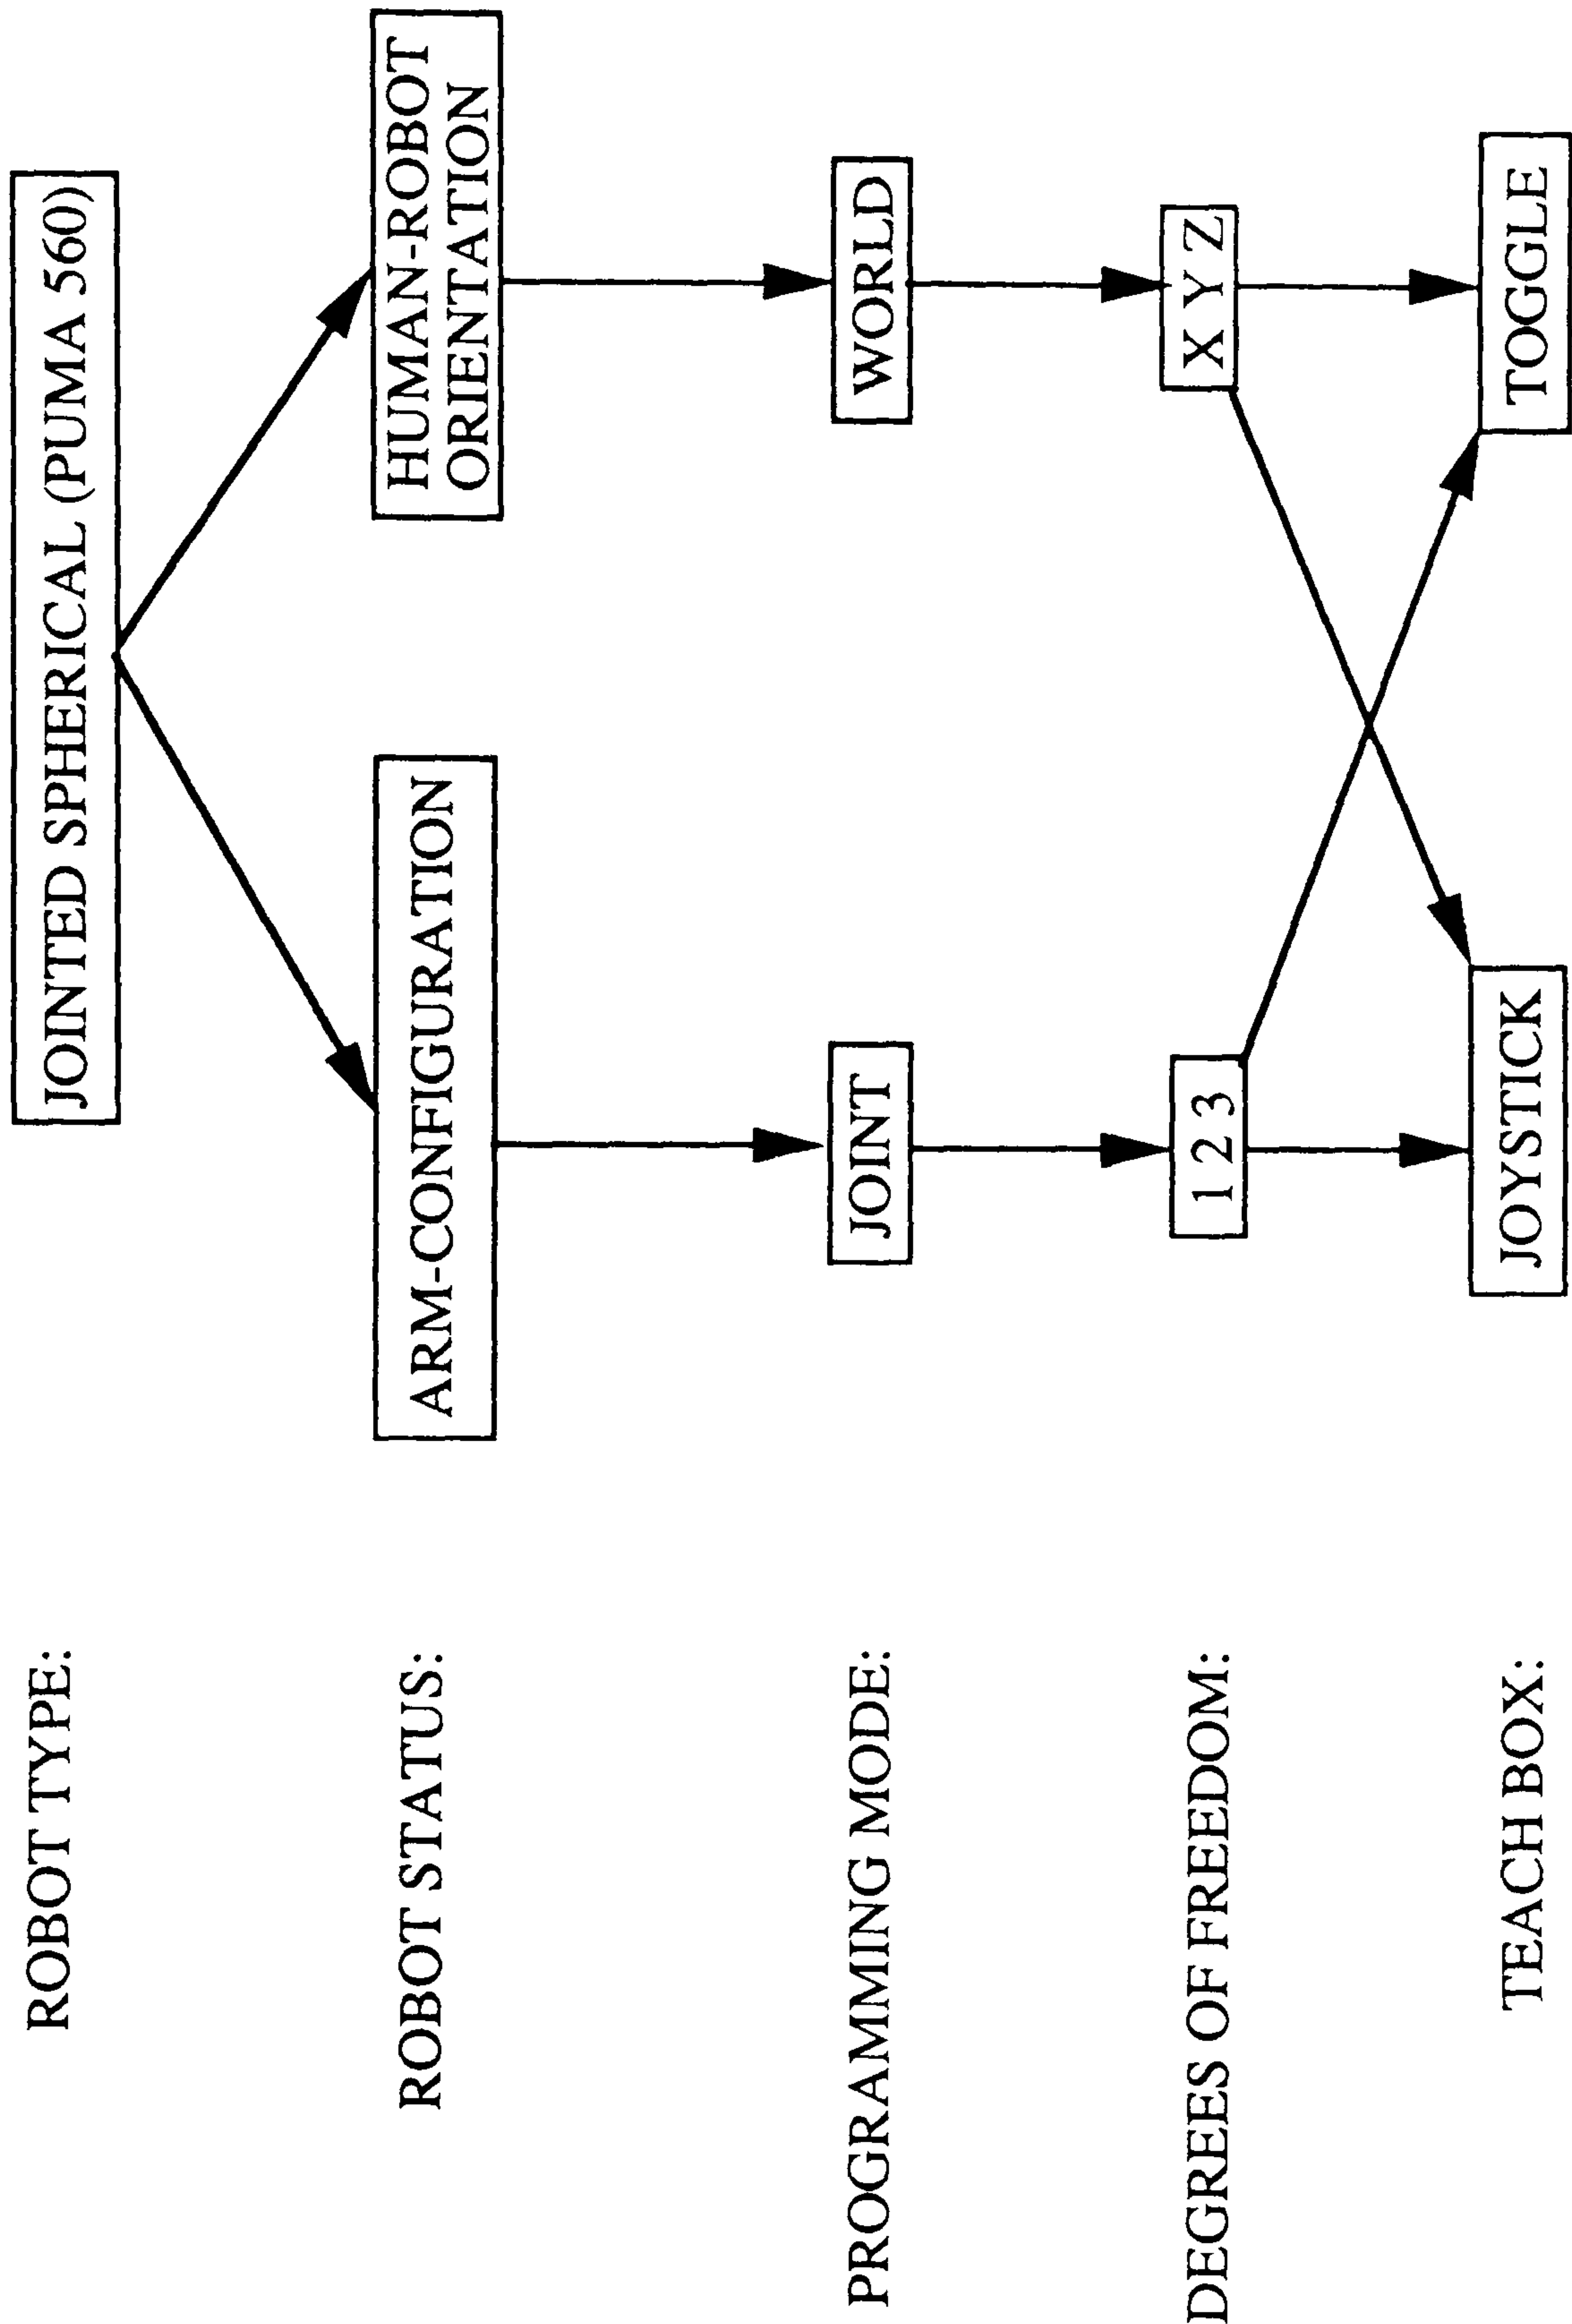 ROBOT TYPE:
JOINTED SPHERICAL (PUMA 560)
ROBOT STATUS:
ARM-CONFIGURATION
HUMAN-ROBOT
ORIENTATION
PROGRAMMING MODE:
JOINT
WORLD
DEGREES OF FREEDOM:
1 2 3
X Y Z
TEACH BOX:
JOYSTICK
TOGGLE